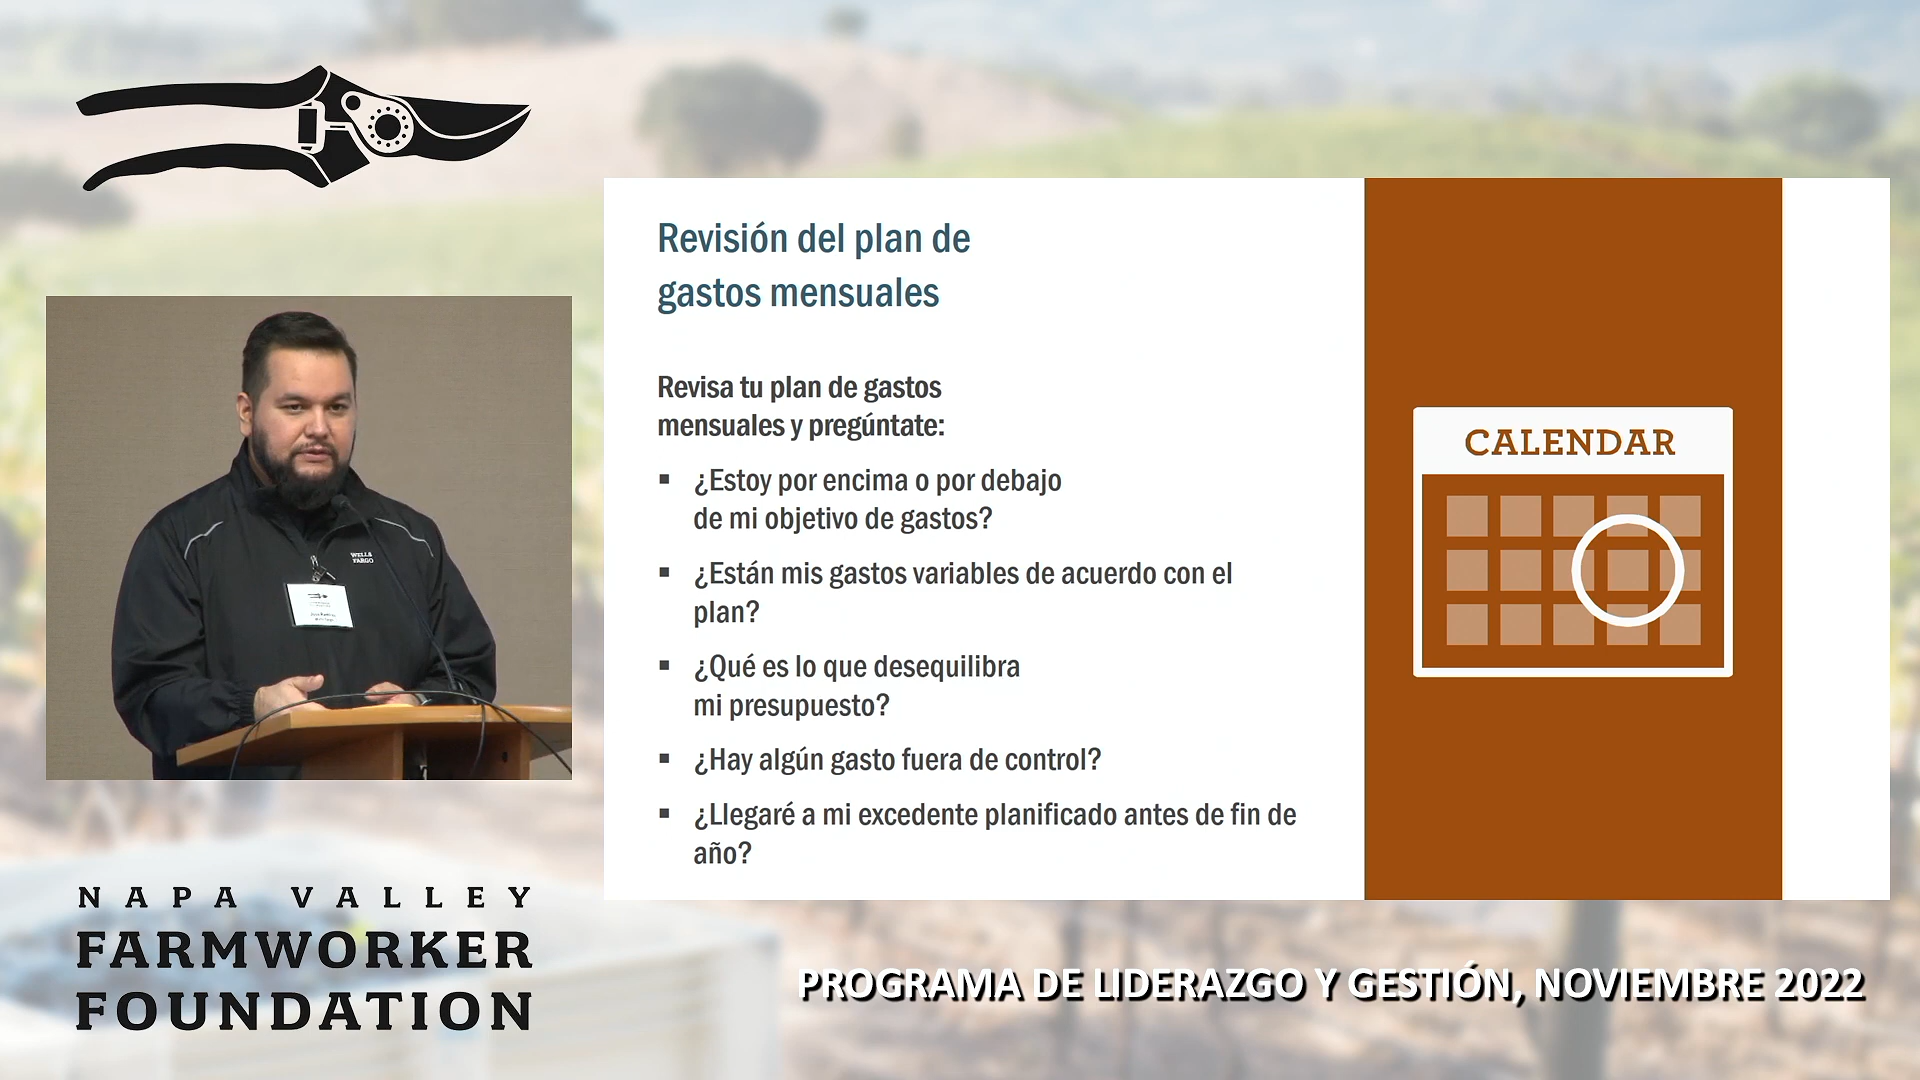 Revisión del plan de
gastos mensuales
Revisa tu plan de gastos
mensuales y pregúntate:
▪ ¿Estoy por encima o por debajo
de mi objetivo de gastos?
▪ ¿Están mis gastos variables de acuerdo con el
plan?
▪ ¿Qué es lo que desequilibra
mi presupuesto?
▪ ¿Hay algún gasto fuera de control?
▪ ¿Llegaré a mi excedente planificado antes de fin de
año?
CALENDAR
WELLS
FARGO
NAPA VALLEY
FARMWORKER
FOUNDATION
PROGRAMA DE LIDERAZGO Y GESTIÓN, NOVIEMBRE 2022